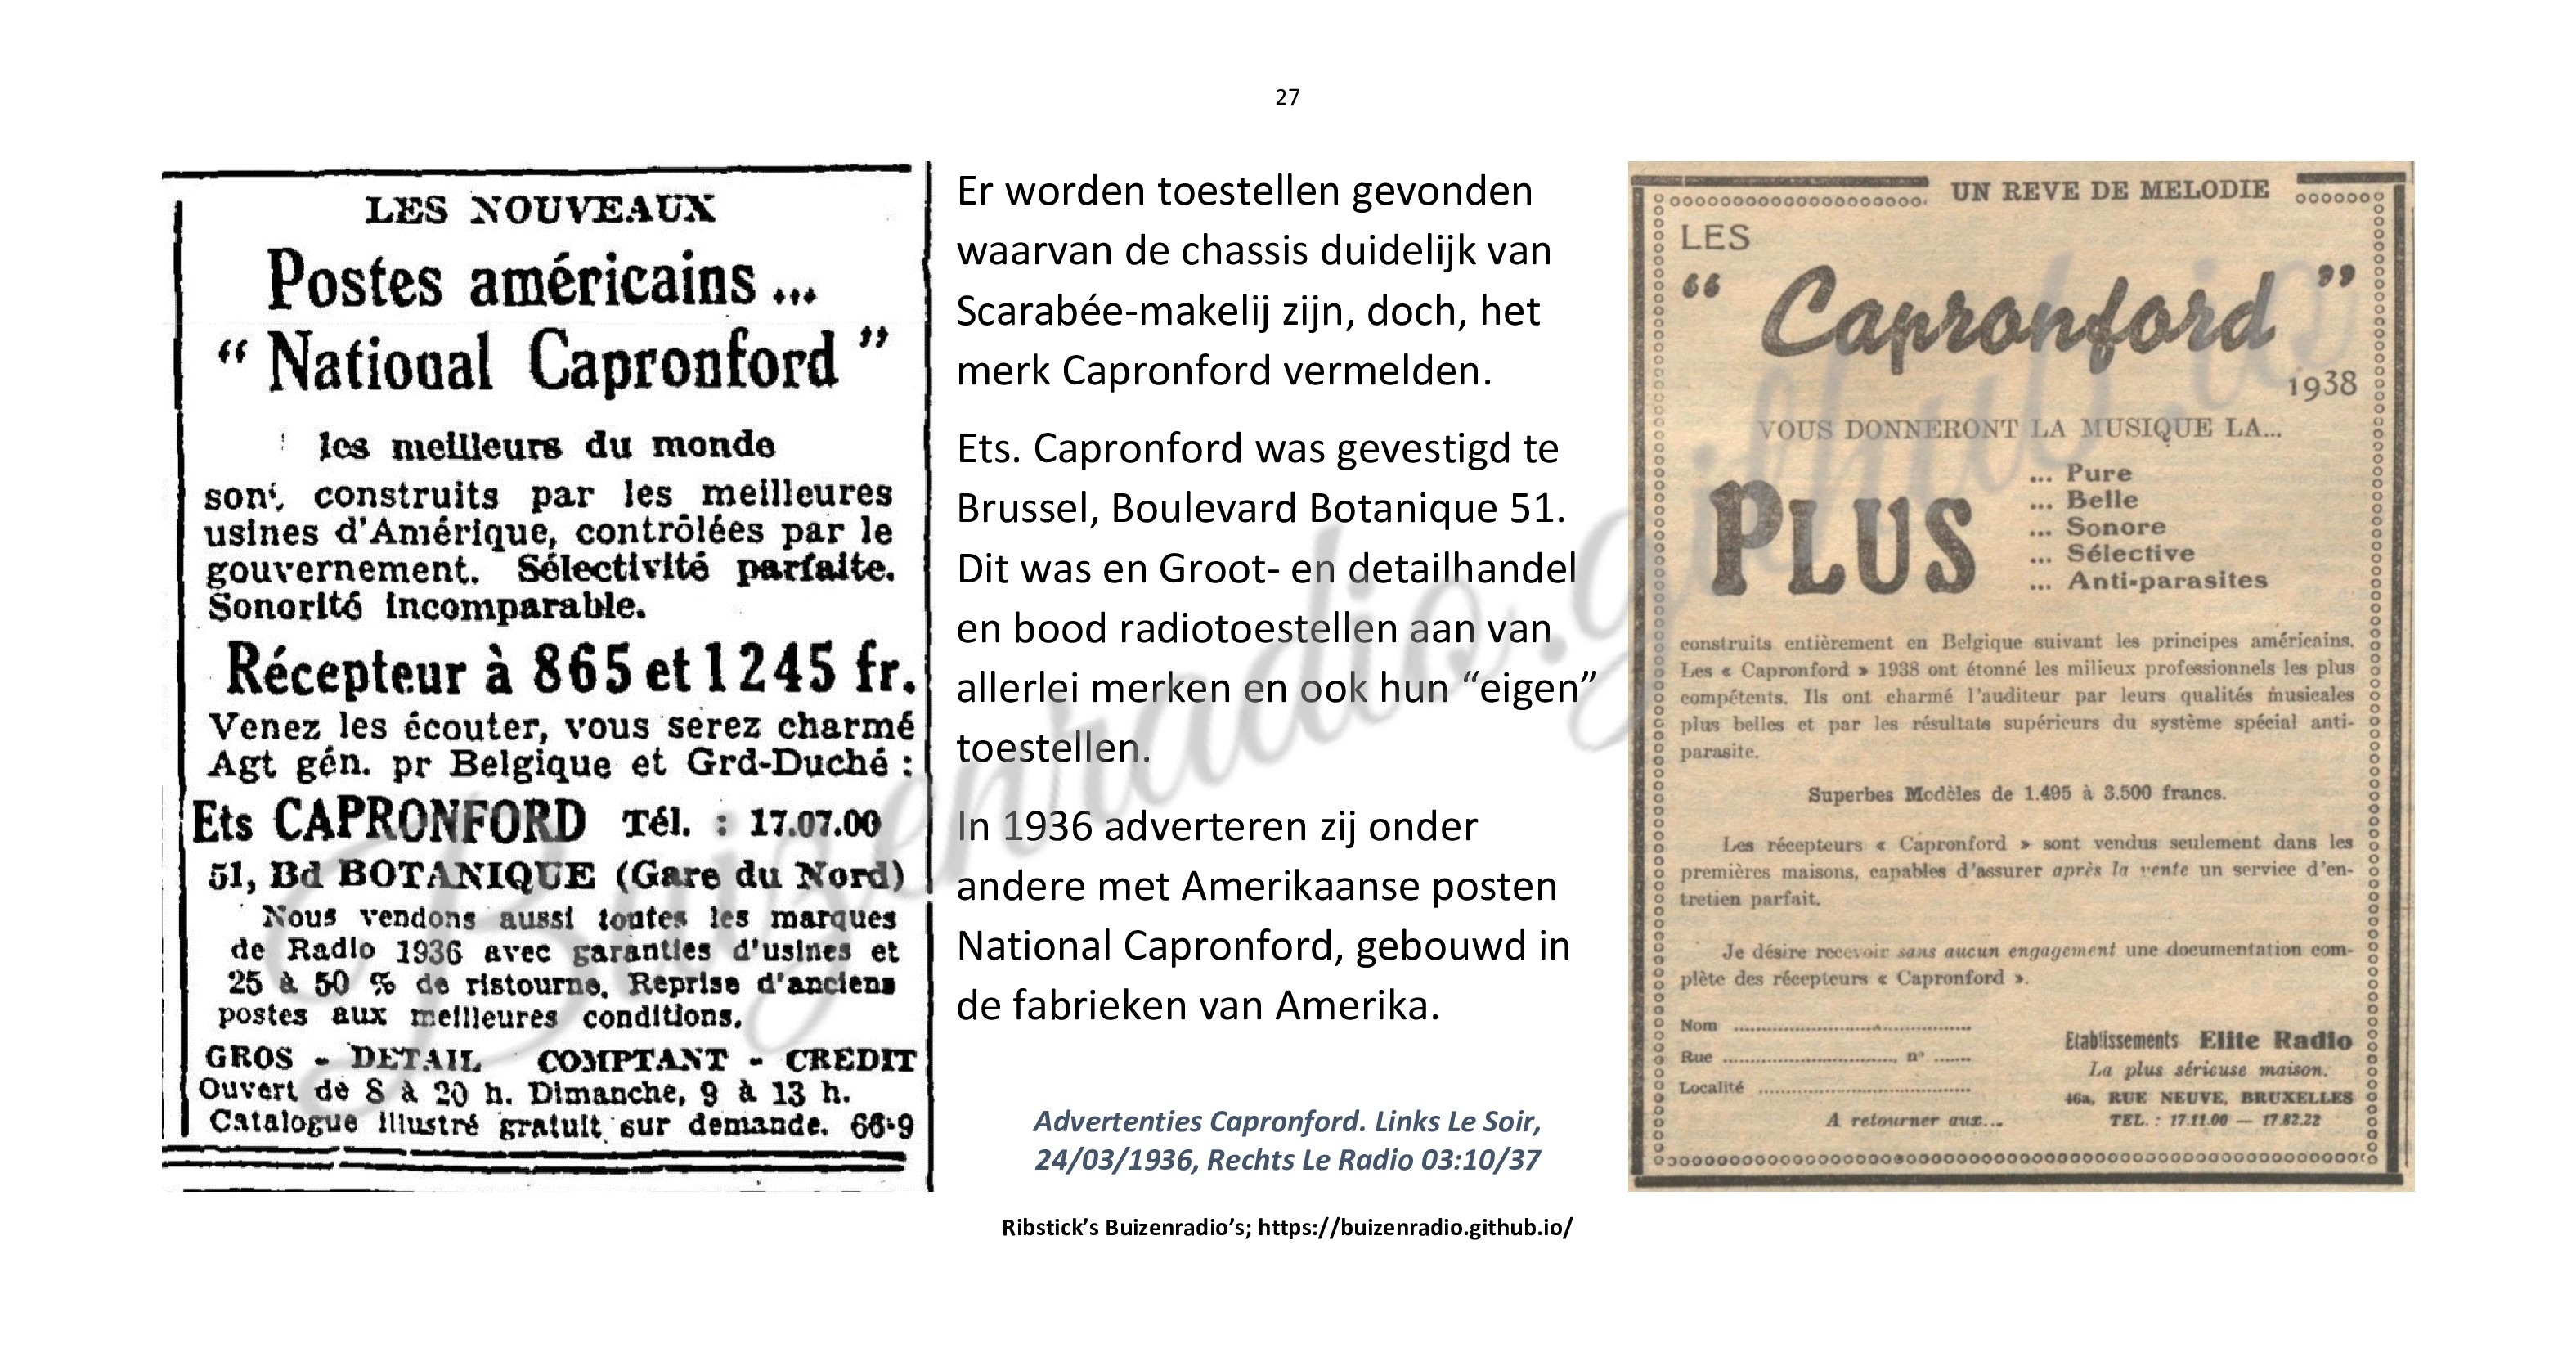 27
LES NOUVEAUX
Postes américains ...
“ National Capronford ”
les meilleurs du monde
sont construits par les meilleures
usines d'Amérique, contrôlées par le
gouvernement. Sélectivité parfaite.
Sonorité incomparable.
Récepteur à 865 et 1245 fr.
Venez les écouter, vous serez charmé
Agt gén. pr Belgique et Grd-Duché :
Ets CAPRONFORD Tél. : 17.07.00
51, Bd BOTANIQUE (Gare du Nord)
Nous vendons aussi toutes les marques
de Radio 1936 avec garanties d'usines et
25 à 50 % de ristourne. Reprise d'anciens
postes aux meilleures conditions.
GROS - DETAIL COMPTANT - CREDIT
Ouvert de 8 à 20 h. Dimanche, 9 à 13 h.
Catalogue illustré gratuit sur demande. 66-9
Er worden toestellen gevonden
waarvan de chassis duidelijk van
Scarabée-makelij zijn, doch, het
merk Capronford vermelden.
Ets. Capronford was gevestigd te
Brussel, Boulevard Botanique 51.
Dit was en Groot- en detailhandel
en bood radiotoestellen aan van
allerlei merken en ook hun “eigen”
toestellen.
In 1936 adverteren zij onder
andere met Amerikaanse posten
National Capronford, gebouwd in
de fabrieken van Amerika.
Advertenties Capronford. Links Le Soir,
24/03/1936, Rechts Le Radio 03:10/37
UN REVE DE MELODIE
LES
“ Capronford ”
1938
VOUS DONNERONT LA MUSIQUE LA...
PLUS
... Pure
... Belle
... Sonore
... Sélective
... Anti-parasites
construits entièrement en Belgique suivant les principes américains.
Les « Capronford » 1938 ont étonné les milieux professionnels les plus
compétents. Ils ont charmé l'auditeur par leurs qualités musicales
plus belles et par les résultats supérieurs du système spécial anti-
parasite.
Superbes Modèles de 1.495 à 3.500 francs.
Les récepteurs « Capronford » sont vendus seulement dans les
premières maisons, capables d'assurer après la vente un service d'en-
tretien parfait.
Je désire recevoir sans aucun engagement une documentation com-
plète des récepteurs « Capronford ».
Nom
Rue n°
Localité
A retourner aux...
Etablissements Elite Radio
La plus sérieuse maison.
46a, RUE NEUVE, BRUXELLES
TEL. : 17.11.00 — 17.82.22
Buizenradio.github.io
Ribstick’s Buizenradio’s; https://buizenradio.github.io/